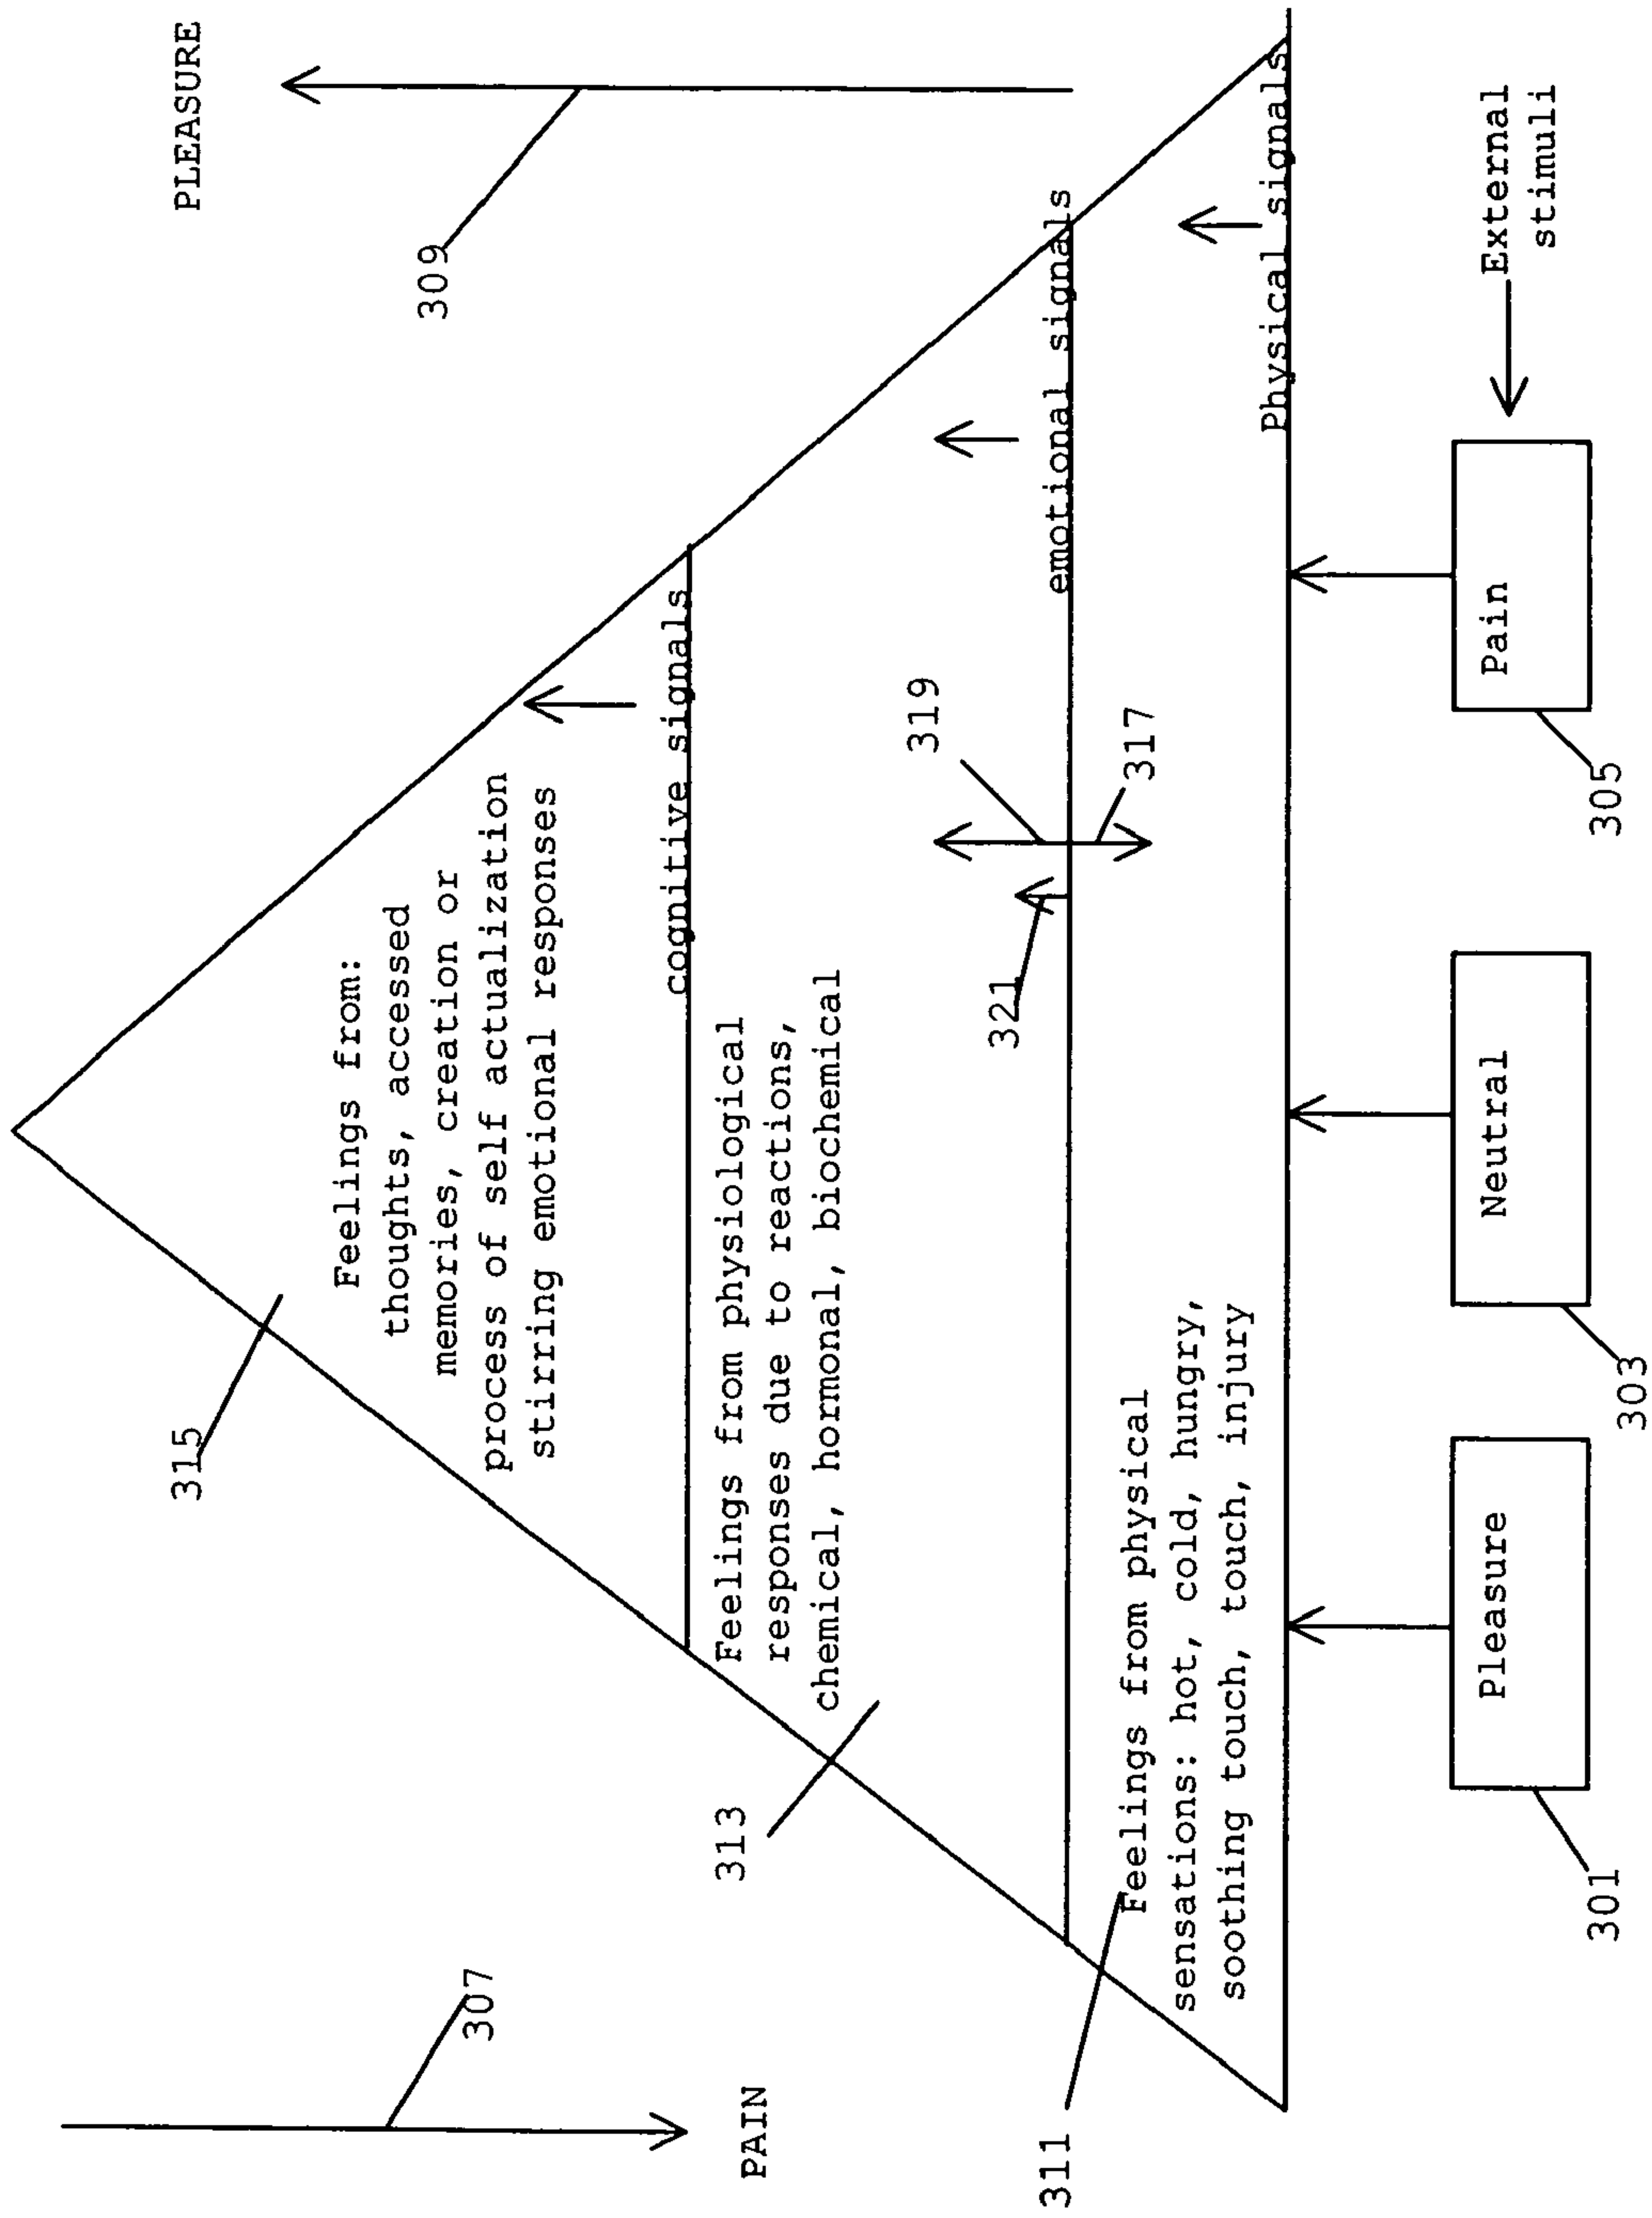 PLEASURE
315
309
Feelings from:
thoughts, accessed
memories, creation or
process of self actualization
stirring emotional responses
307
cognitive signals
PAIN
313
Feelings from physiological
responses due to reactions,
chemical, hormonal, biochemical
319
321
emotional signals
311
317
Feelings from physical
sensations: hot, cold, hungry,
soothing touch, touch, injury
Physical signals
Pleasure
Neutral
Pain
External
stimuli
301
303
305